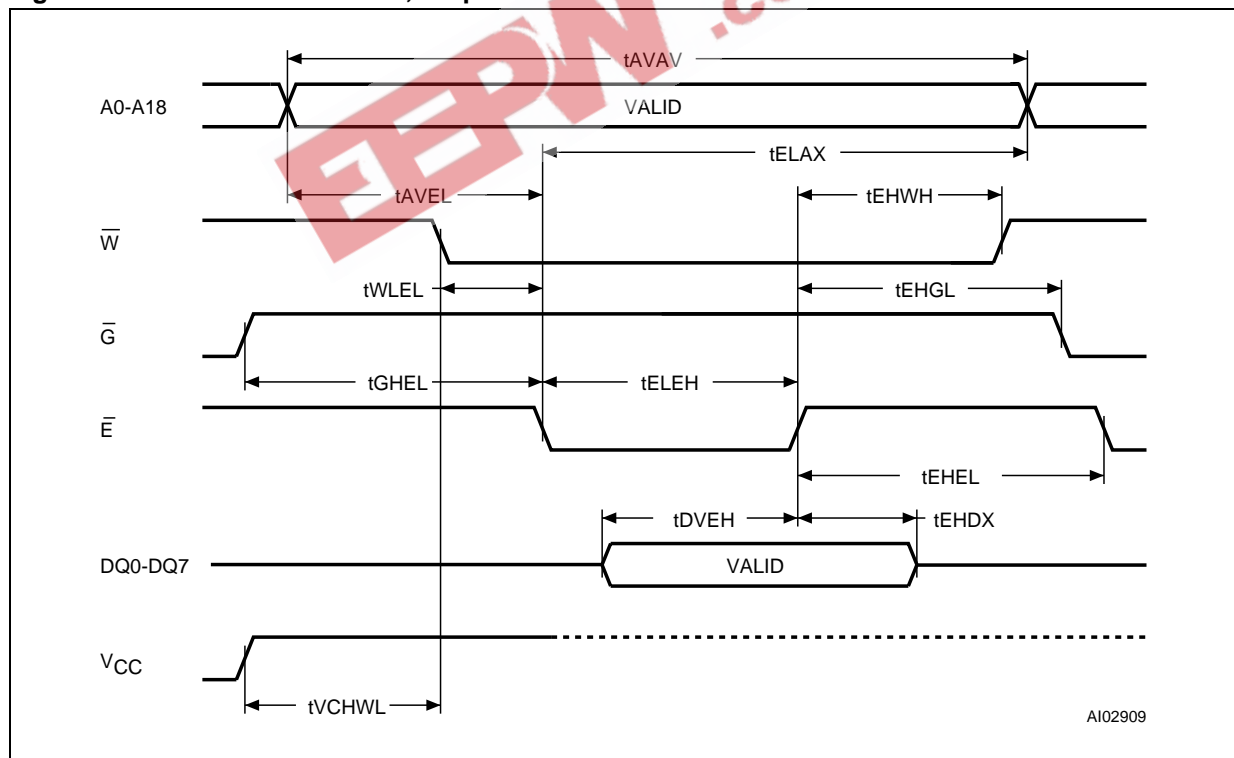 tAVAV
A0-A18
VALID
tELAX
tAVEL
tEHWH
W
tWLEL
tEHGL
G
tGHEL
tELEH
E
tEHEL
tDVEH
tEHDX
DQ0-DQ7
VALID
VCC
tVCHWL
AI02909
EEPW